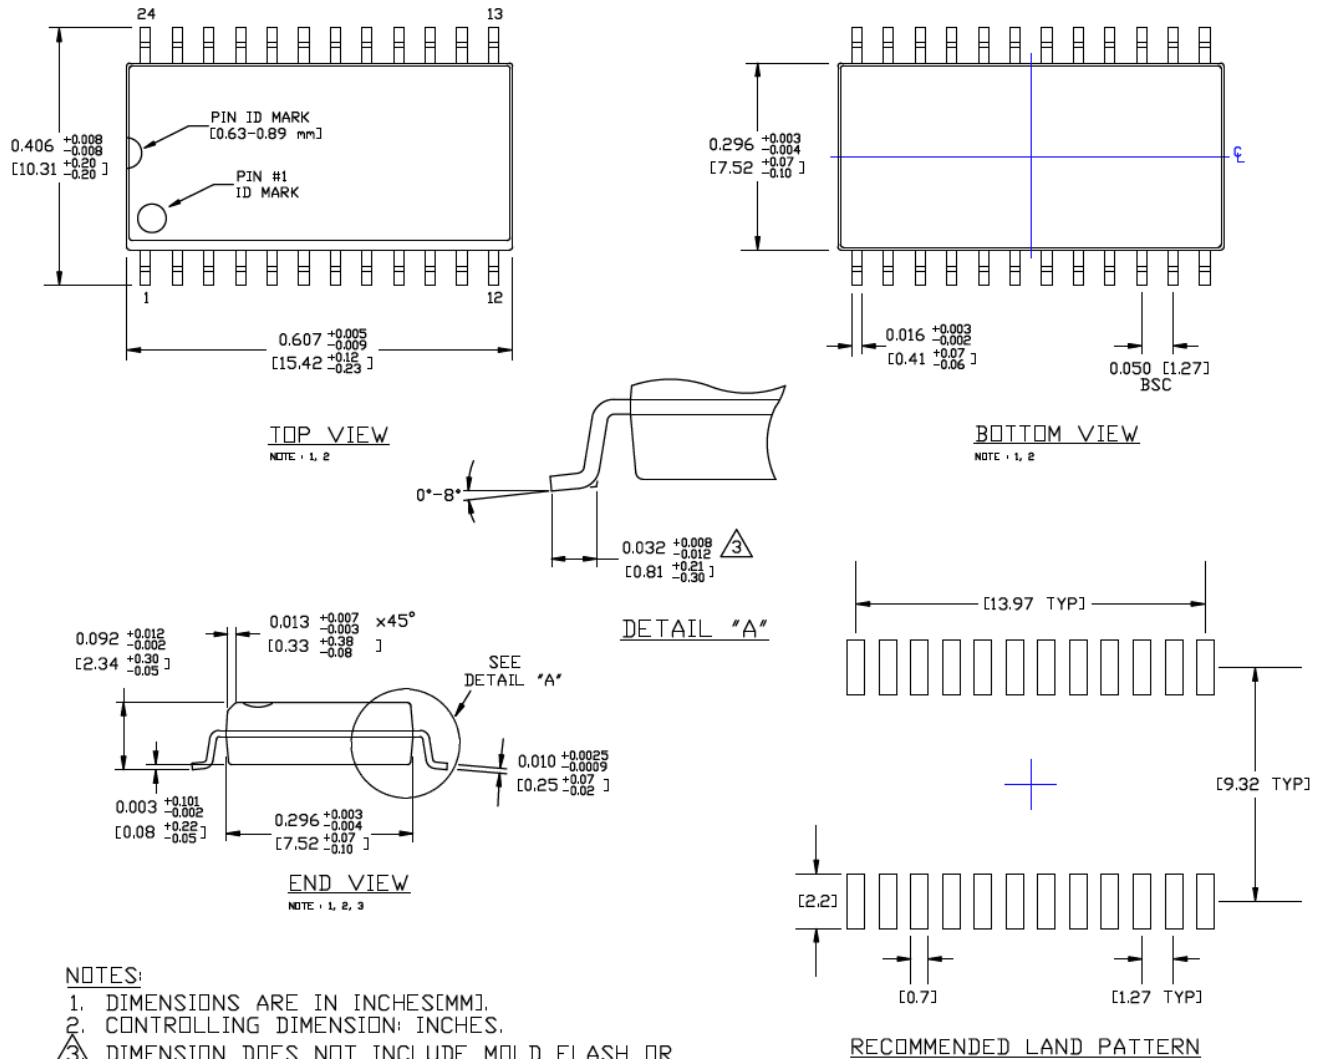 24
13
PIN ID MARK
[0.63-0.89 mm]
0.406 +0.008 -0.008
[10.31 +0.20 -0.20 ]
PIN #1
ID MARK
1
12
0.607 +0.005 -0.009
[15.42 +0.12 -0.23 ]
TOP VIEW
NOTE : 1, 2
0.296 +0.003 -0.004
[7.52 +0.07 -0.10 ]
℄
0.016 +0.003 -0.002
[0.41 +0.07 -0.06 ]
0.050 [1.27]
BSC
BOTTOM VIEW
NOTE : 1, 2
0°-8°
0.032 +0.008 -0.012 3
[0.81 +0.21 -0.30 ]
DETAIL "A"
0.013 +0.007 -0.003 ×45°
[0.33 +0.38 -0.08 ]
0.092 +0.012 -0.002
[2.34 +0.30 -0.05 ]
SEE
DETAIL "A"
0.010 +0.0025 -0.0009
[0.25 +0.07 -0.02 ]
0.003 +0.101 -0.002
[0.08 +0.22 -0.05 ]
0.296 +0.003 -0.004
[7.52 +0.07 -0.10 ]
END VIEW
NOTE : 1, 2, 3
[13.97 TYP]
[9.32 TYP]
[2.2]
[0.7]
[1.27 TYP]
RECOMMENDED LAND PATTERN
NOTES:
1. DIMENSIONS ARE IN INCHES[MM].
2. CONTROLLING DIMENSION: INCHES.
3 DIMENSION DOES NOT INCLUDE MOLD FLASH OR